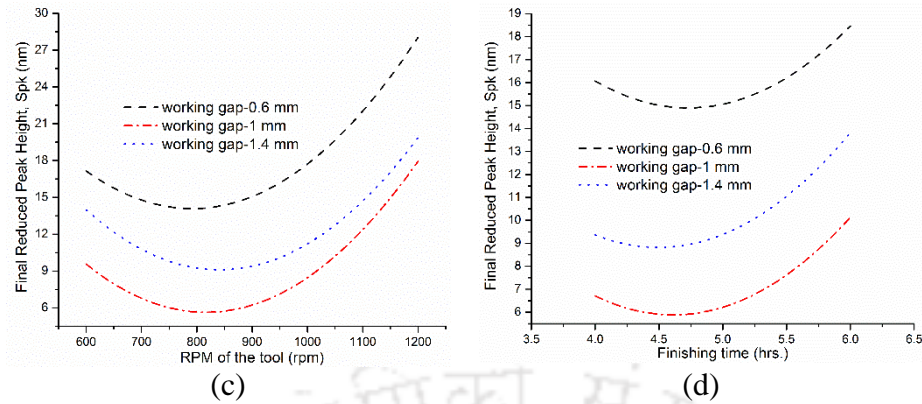 Final Reduced Peak Height, Spk (nm)
30
27
24
21
18
15
12
9
6
working gap-0.6 mm
working gap-1 mm
working gap-1.4 mm
600 700 800 900 1000 1100 1200
RPM of the tool (rpm)
(c)
Final Reduced Peak Height, Spk (nm)
19
18
17
16
15
14
13
12
11
10
9
8
7
6
working gap-0.6 mm
working gap-1 mm
working gap-1.4 mm
3.5 4.0 4.5 5.0 5.5 6.0 6.5
Finishing time (hrs.)
(d)